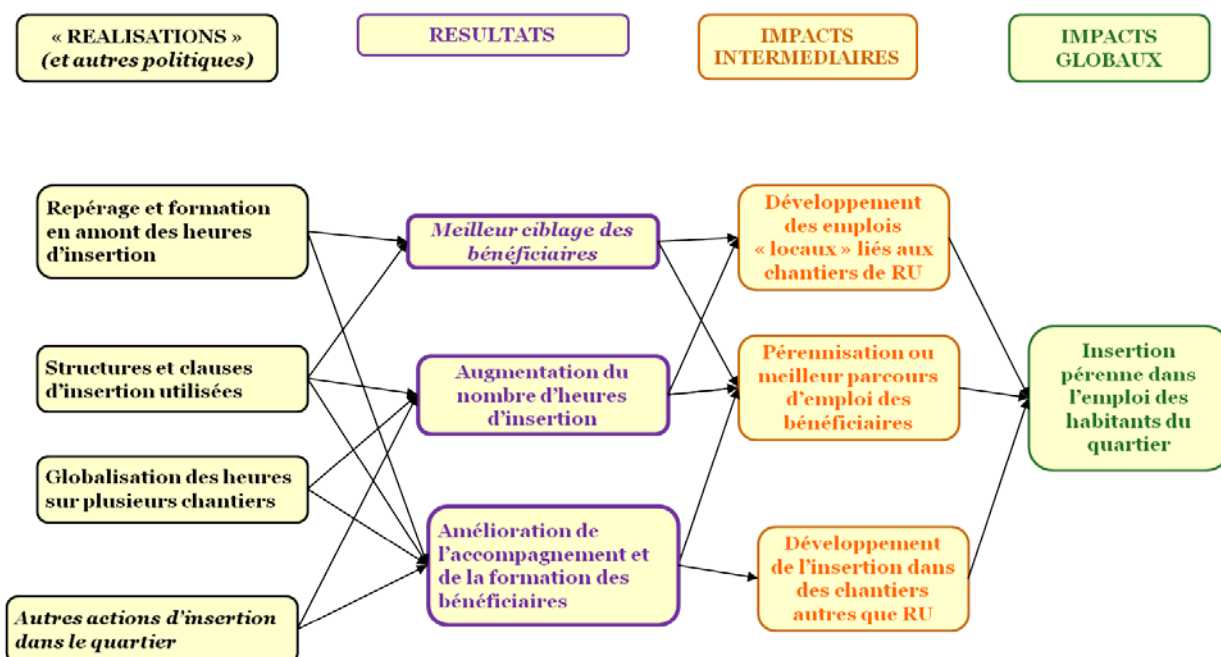 « REALISATIONS »
(et autres politiques)
RESULTATS
IMPACTS
INTERMEDIAIRES
IMPACTS
GLOBAUX
Repérage et formation
en amont des heures
d'insertion
Structures et clauses
d'insertion utilisées
Globalisation des heures
sur plusieurs chantiers
Autres actions d'insertion
dans le quartier
Meilleur ciblage des
bénéficiaires
Augmentation du
nombre d'heures
d'insertion
Amélioration de
l'accompagnement et
de la formation des
bénéficiaires
Développement
des emplois
« locaux » liés aux
chantiers de RU
Pérennisation ou
meilleur parcours
d'emploi des
bénéficiaires
Développement
de l'insertion dans
des chantiers
autres que RU
Insertion
pérenne dans
l'emploi des
habitants du
quartier